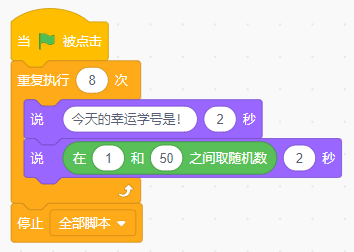 当 被点击
重复执行 8 次
说 今天的幸运学号是! 2 秒
说 在 1 和 50 之间取随机数 2 秒
停止 全部脚本